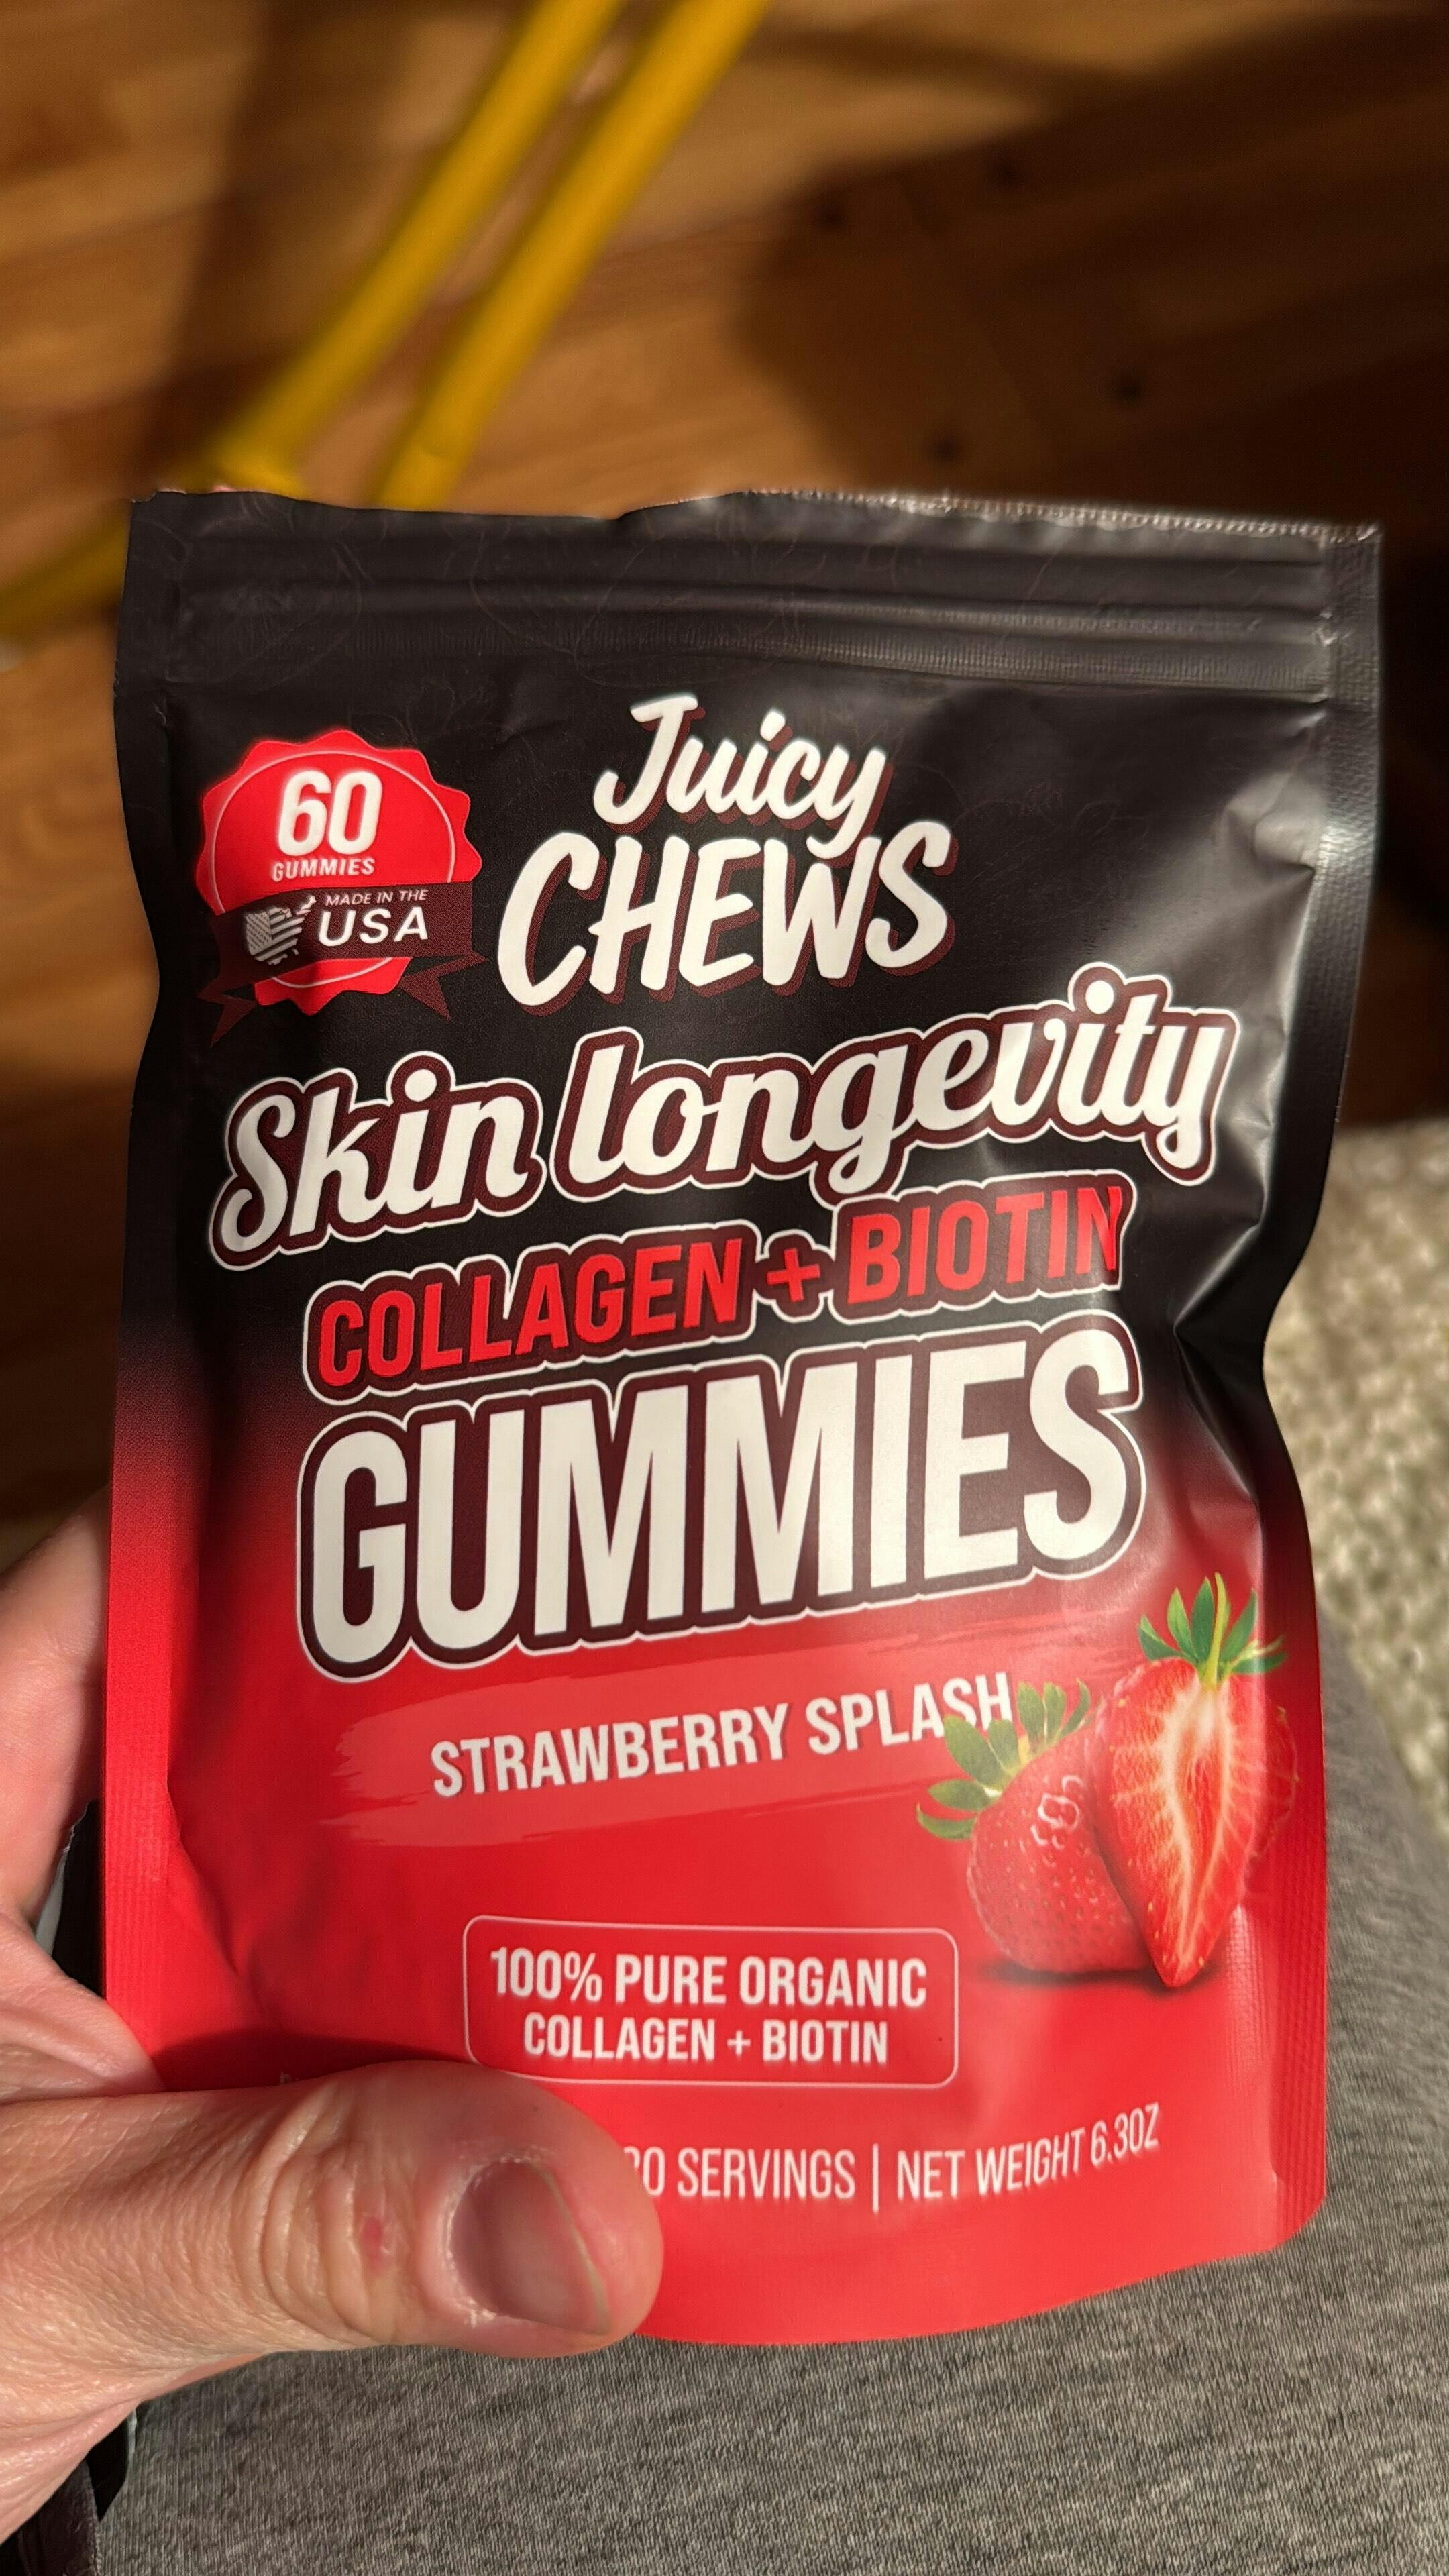 60
GUMMIES
MADE IN THE
USA
Juicy
CHEWS
Skin longevity
COLLAGEN + BIOTIN
GUMMIES
STRAWBERRY SPLASH
100% PURE ORGANIC
COLLAGEN + BIOTIN
SERVINGS | NET WEIGHT 6.3OZ